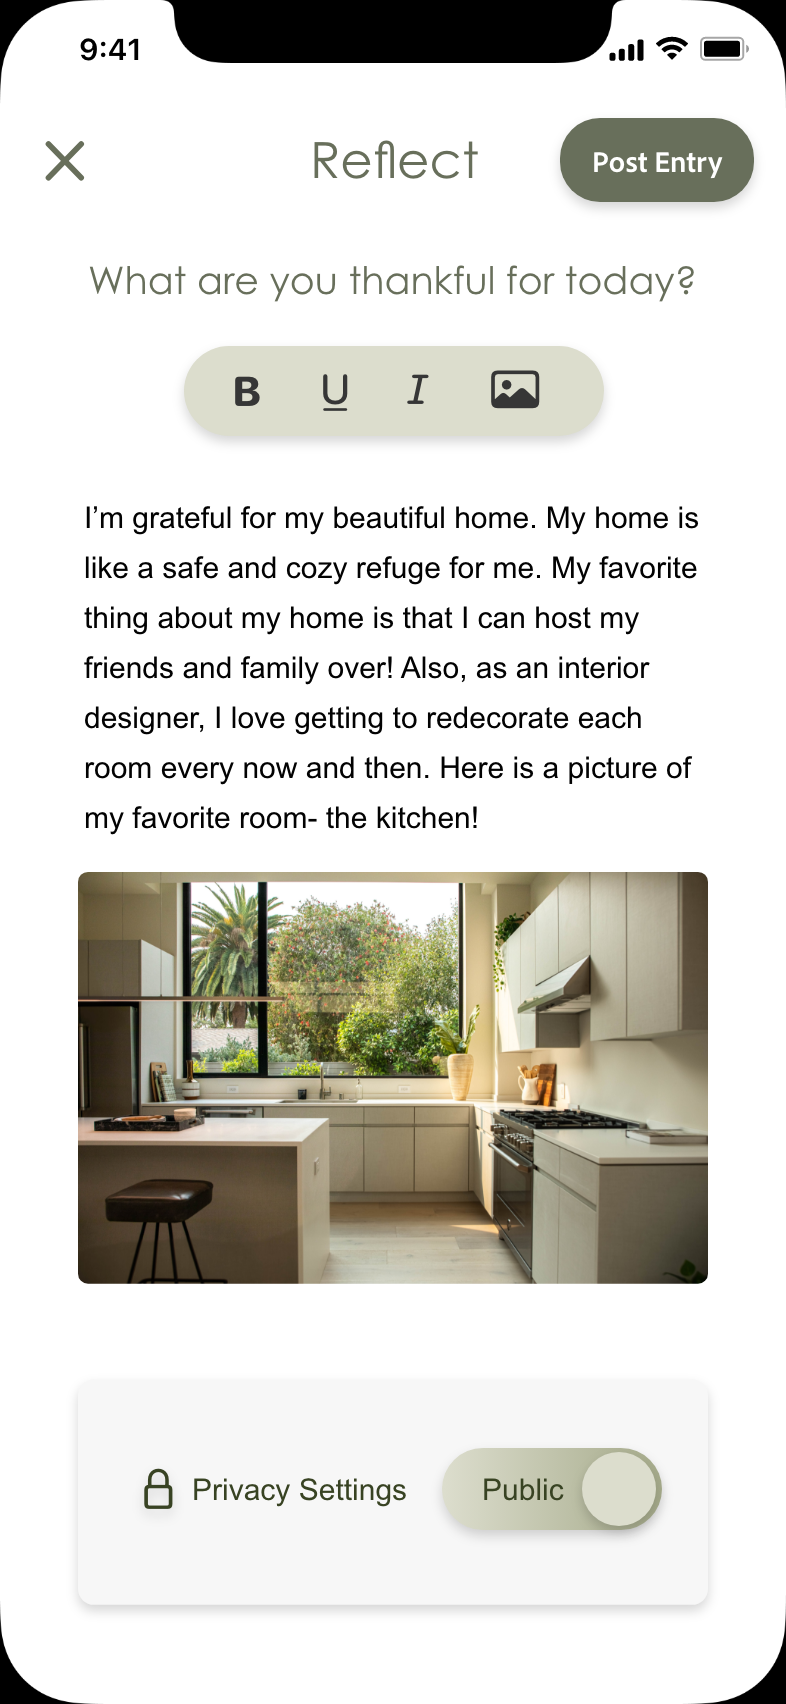 9:41
Reflect
Post Entry
What are you thankful for today?
B U I
I’m grateful for my beautiful home. My home is
like a safe and cozy refuge for me. My favorite
thing about my home is that I can host my
friends and family over! Also, as an interior
designer, I love getting to redecorate each
room every now and then. Here is a picture of
my favorite room- the kitchen!
Privacy Settings
Public